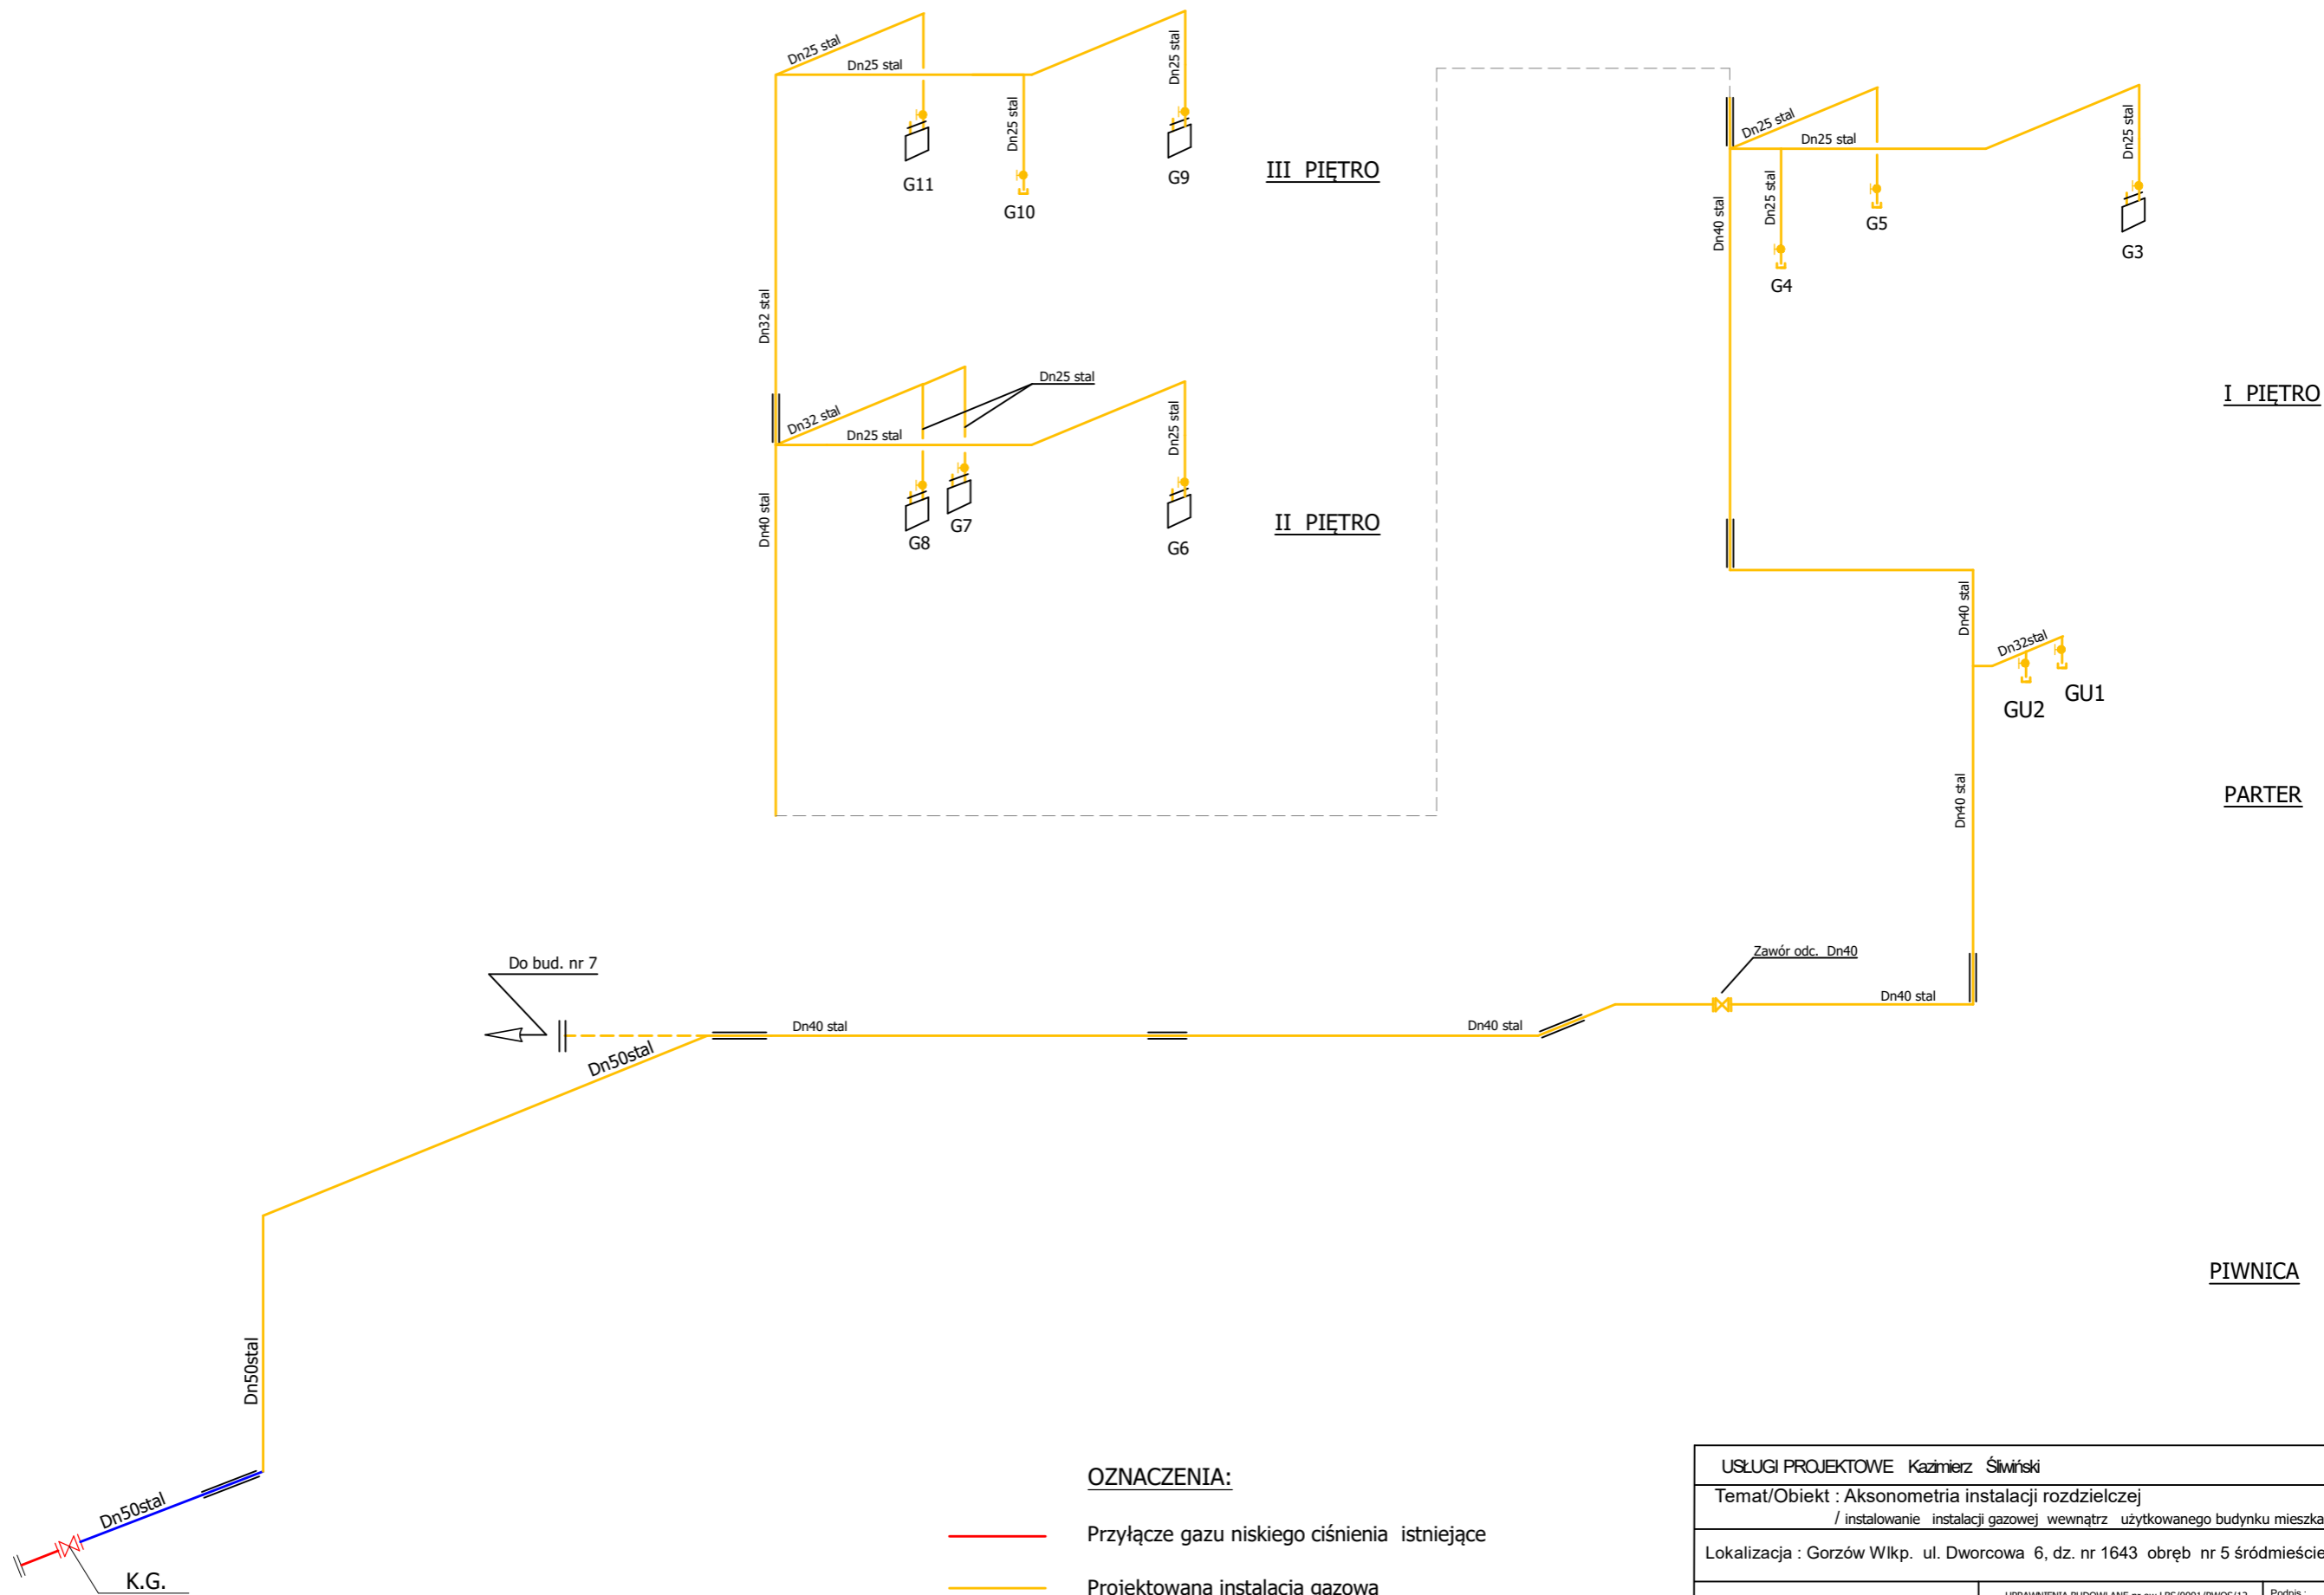 Dn25 stal
Dn25 stal
Dn25 stal
Dn25 stal
G11
G10
G9
III PIĘTRO
Dn32 stal
Dn25 stal
Dn32 stal
Dn25 stal
Dn25 stal
Dn40 stal
G8
G7
G6
II PIĘTRO
Dn25 stal
Dn25 stal
Dn25 stal
Dn25 stal
Dn40 stal
G4
G5
G3
I PIĘTRO
Dn40 stal
Dn32stal
GU2
GU1
Dn40 stal
PARTER
Do bud. nr 7
Zawór odc. Dn40
Dn40 stal
Dn40 stal
Dn40 stal
Dn50stal
PIWNICA
Dn50stal
Dn50stal
K.G.
OZNACZENIA:
Przyłącze gazu niskiego ciśnienia istniejące
Projektowana instalacja gazowa
USŁUGI PROJEKTOWE Kazimierz Śliwiński
Temat/Obiekt : Aksonometria instalacji rozdzielczej
/ instalowanie instalacji gazowej wewnątrz użytkowanego budynku mieszka
Lokalizacja : Gorzów Wlkp. ul. Dworcowa 6, dz. nr 1643 obręb nr 5 śródmieście
Podpis :